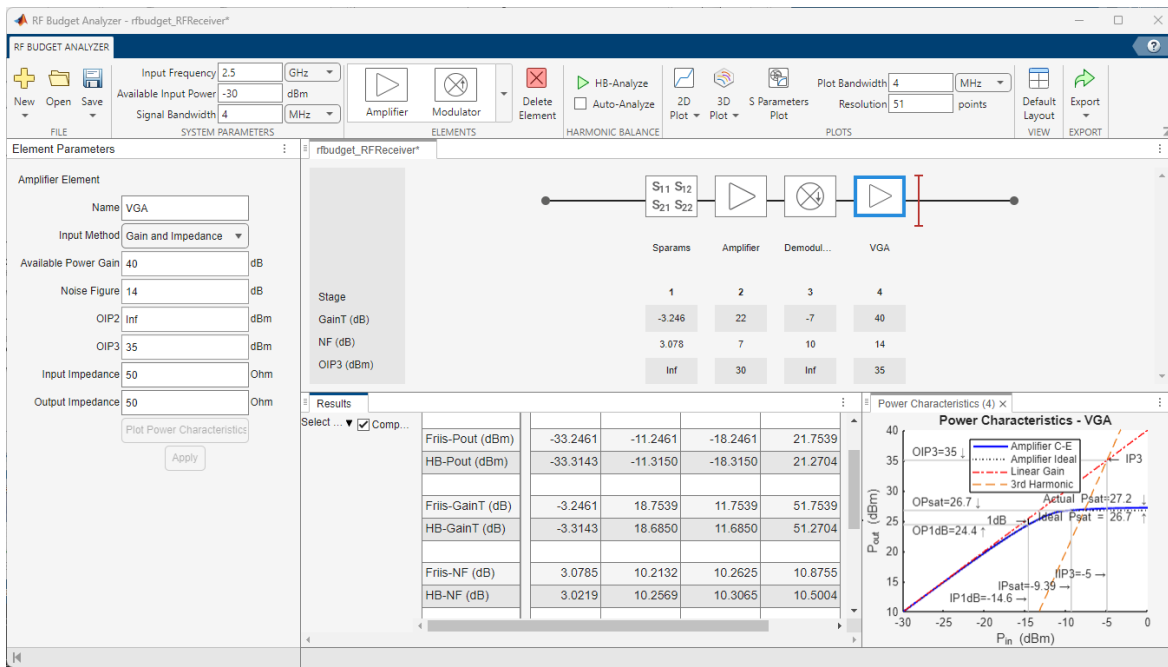 RF Budget Analyzer - rfbudget_RFReceiver*
RF BUDGET ANALYZER
?
New
Open
Save
FILE
Input Frequency 2.5 GHz
Available Input Power -30 dBm
Signal Bandwidth 4 MHz
SYSTEM PARAMETERS
Amplifier
Modulator
ELEMENTS
Delete
Element
HB-Analyze
Auto-Analyze
HARMONIC BALANCE
2D
Plot
3D
Plot
S Parameters
Plot
Plot Bandwidth 4 MHz
Resolution 51 points
PLOTS
Default
Layout
VIEW
Export
EXPORT
Element Parameters
Amplifier Element
Name VGA
Input Method Gain and Impedance
Available Power Gain 40 dB
Noise Figure 14 dB
OIP2 Inf dBm
OIP3 35 dBm
Input Impedance 50 Ohm
Output Impedance 50 Ohm
Plot Power Characteristics
Apply
rfbudget_RFReceiver*
S11 S12
S21 S22
Sparams Amplifier Demodul... VGA
Stage 1 2 3 4
GainT (dB) -3.246 22 -7 40
NF (dB) 3.078 7 10 14
OIP3 (dBm) Inf 30 Inf 35
Results
Select ... Comp...
Friis-Pout (dBm) -33.2461 -11.2461 -18.2461 21.7539
HB-Pout (dBm) -33.3143 -11.3150 -18.3150 21.2704
Friis-GainT (dB) -3.2461 18.7539 11.7539 51.7539
HB-GainT (dB) -3.3143 18.6850 11.6850 51.2704
Friis-NF (dB) 3.0785 10.2132 10.2625 10.8755
HB-NF (dB) 3.0219 10.2569 10.3065 10.5004
Power Characteristics (4)
Power Characteristics - VGA
Amplifier C-E
Amplifier Ideal
Linear Gain
3rd Harmonic
OIP3=35 ↓
← IP3
OPsat=26.7 ↓
Actual Psat=27.2 ↓
1dB →
Ideal Psat = 26.7 ↑
OP1dB=24.4 ↑
IIP3=-5 →
IPsat=-9.39 →
IP1dB=-14.6 →
40
35
30
25
20
15
10
Pout (dBm)
-30 -25 -20 -15 -10 -5 0
Pin (dBm)